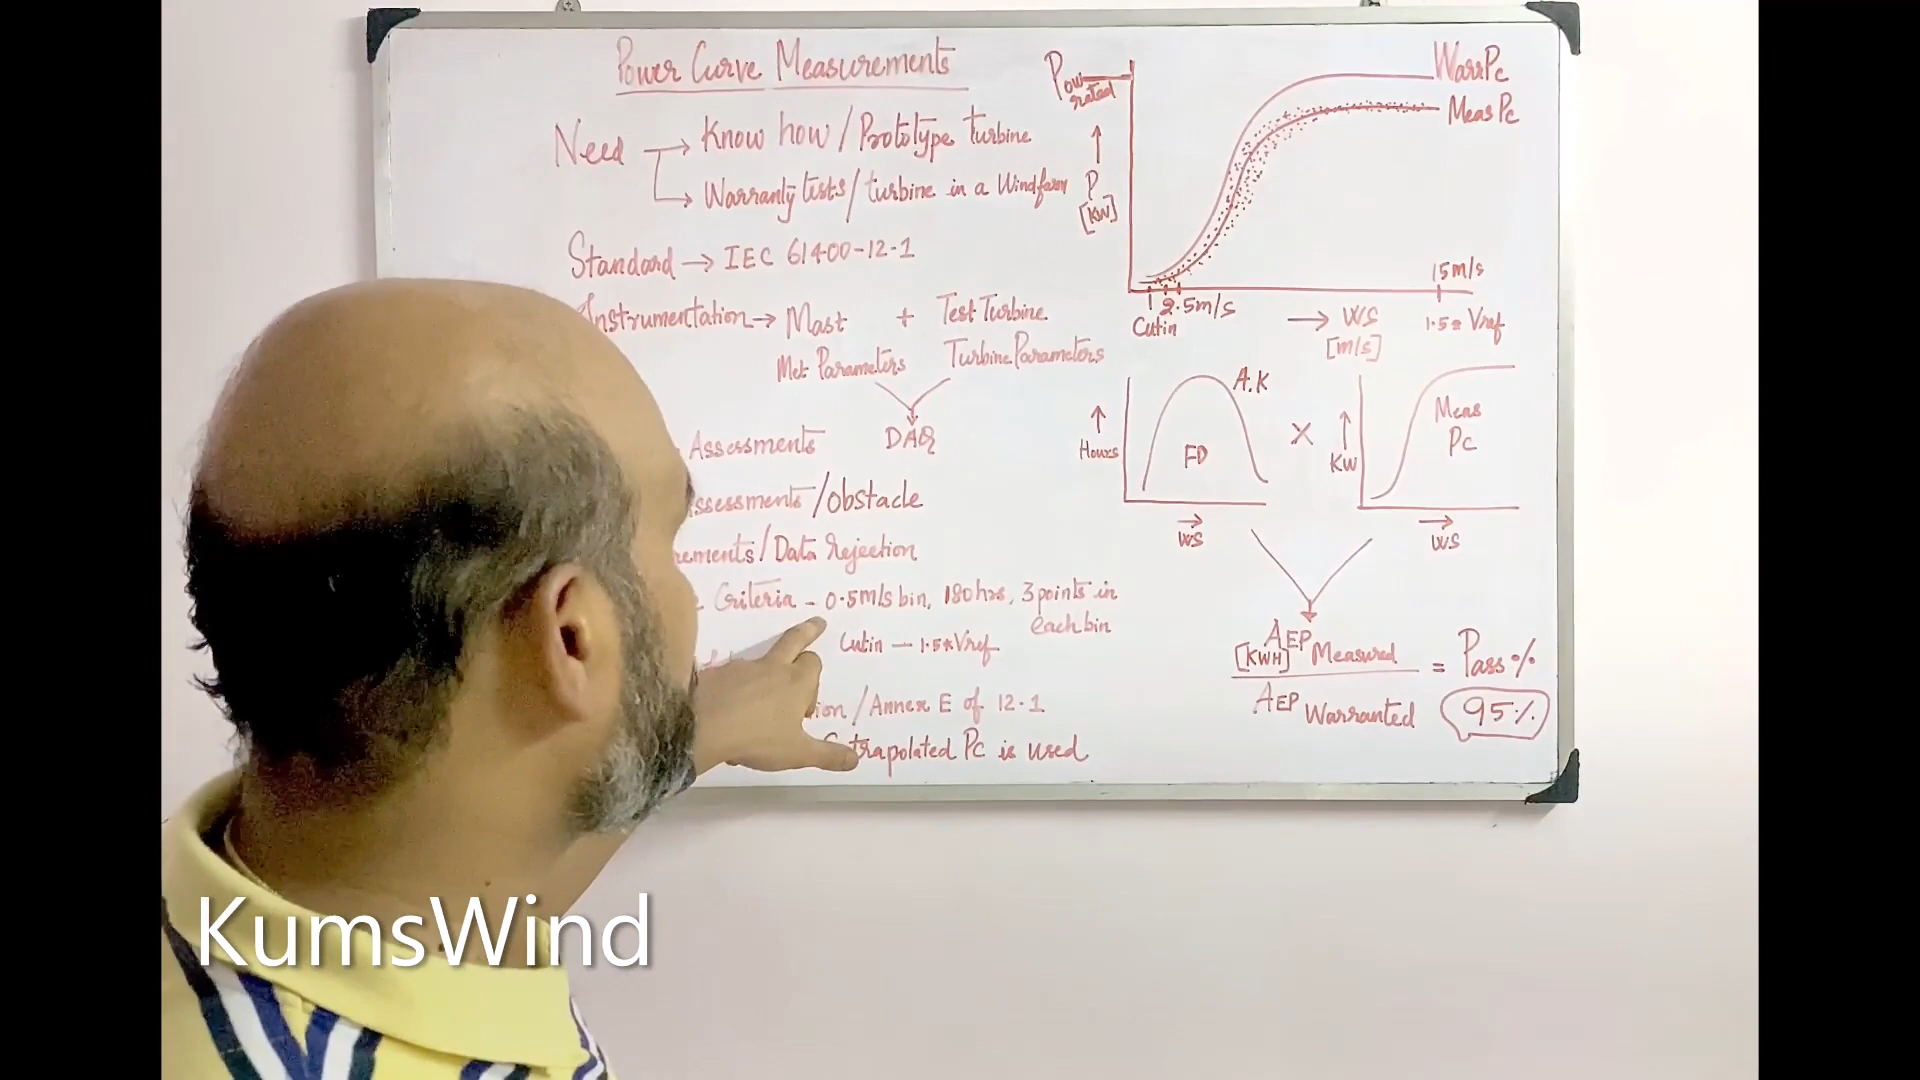 Power Curve Measurements
Need → Know how / Prototype turbine
→ Warranty tests / turbine in a Windfarm
Standard → IEC 61400-12-1
Instrumentation → Mast + Test Turbine
Met Parameters Turbine Parameters
DAQ
Assessments
ssessments / obstacle
rements / Data rejection
Criteria - 0.5m/s bin, 180hrs, 3 points in
each bin
Cutin - 1.5*Vref
ion / Annex E of 12.1
Extrapolated Pc is used
Power
rated
↑
P
[KW]
WarrPc
Meas Pc
Cutin
2.5m/s
→ WS
[m/s]
15m/s
1.5*Vref
↑
Hours
A.K
FD
→
WS
X
↑
KW
Meas
Pc
→
WS
AEP Measured
[KWH]
= Pass %
AEP Warranted
95%
KumsWind